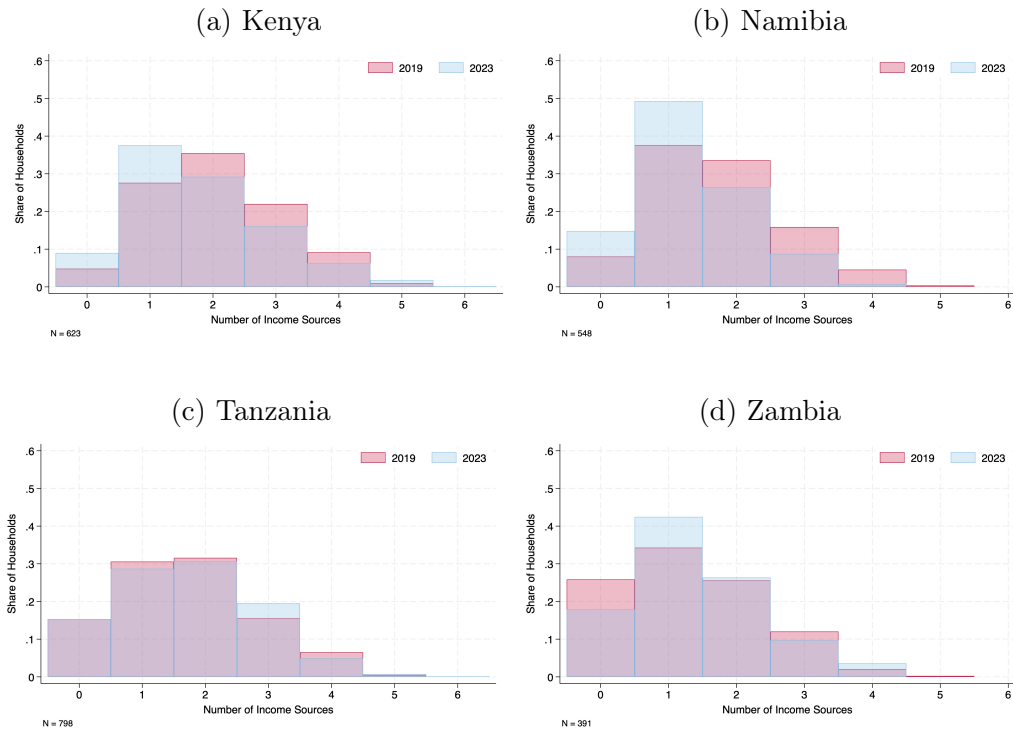 (a) Kenya
.6
.5
.4
.3
.2
.1
0
Share of Households
2019 2023
0 1 2 3 4 5 6
Number of Income Sources
N = 623
(b) Namibia
.6
.5
.4
.3
.2
.1
0
Share of Households
2019 2023
0 1 2 3 4 5 6
Number of Income Sources
N = 548
(c) Tanzania
.6
.5
.4
.3
.2
.1
0
Share of Households
2019 2023
0 1 2 3 4 5 6
Number of Income Sources
N = 798
(d) Zambia
.6
.5
.4
.3
.2
.1
0
Share of Households
2019 2023
0 1 2 3 4 5 6
Number of Income Sources
N = 391